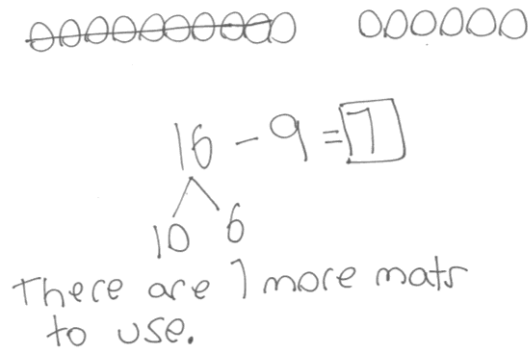 16 - 9 = 7
10 6
There are 7 more mats
to use.